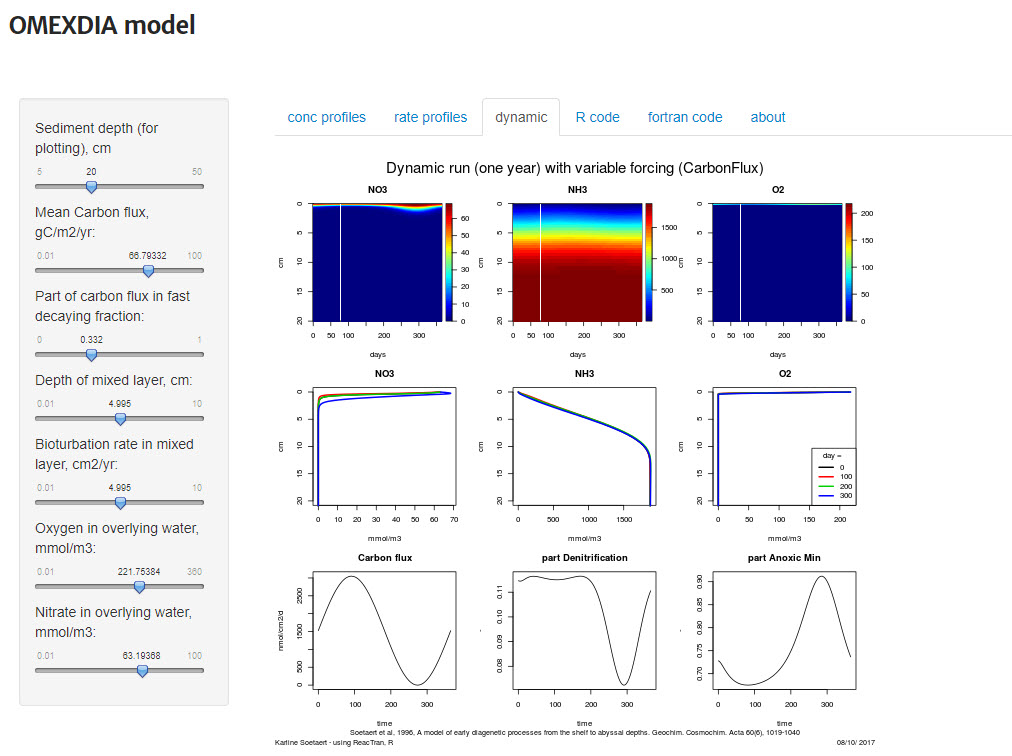 OMEXDIA model
Sediment depth (for
plotting), cm
5 20 50
Mean Carbon flux,
gC/m2/yr:
0.01 66.79332 100
Part of carbon flux in fast
decaying fraction:
0 0.332 1
Depth of mixed layer, cm:
0.01 4.995 10
Bioturbation rate in mixed
layer, cm2/yr:
0.01 4.995 10
Oxygen in overlying water,
mmol/m3:
0.01 221.75384 360
Nitrate in overlying water,
mmol/m3:
0.01 63.19368 100
conc profiles rate profiles dynamic R code fortran code about
Dynamic run (one year) with variable forcing (CarbonFlux)
NO3 NH3 O2
0 5 10 15 20
cm
0 50 100 200 300
days
0 10 20 30 40 50 60
0 5 10 15 20
cm
0 50 100 200 300
days
500 1000 1500
0 5 10 15 20
cm
0 50 100 200 300
days
0 50 100 150 200
NO3 NH3 O2
0 5 10 15 20
cm
0 10 20 30 40 50 60 70
mmol/m3
0 5 10 15 20
cm
0 500 1000 1500
mmol/m3
0 5 10 15 20
cm
0 50 100 150 200
mmol/m3
day =
0
100
200
300
Carbon flux part Denitrification part Anoxic Min
0 500 1500 2500
nmol/cm2/d
0 100 200 300
time
0.08 0.09 0.10 0.11
-
0 100 200 300
time
0.70 0.75 0.80 0.85 0.90
-
0 100 200 300
time
Soetaert et al, 1996, A model of early diagenetic processes from the shelf to abyssal depths. Geochim. Cosmochim. Acta 60(6), 1019-1040
Karline Soetaert - using ReacTran, R 08/10/ 2017